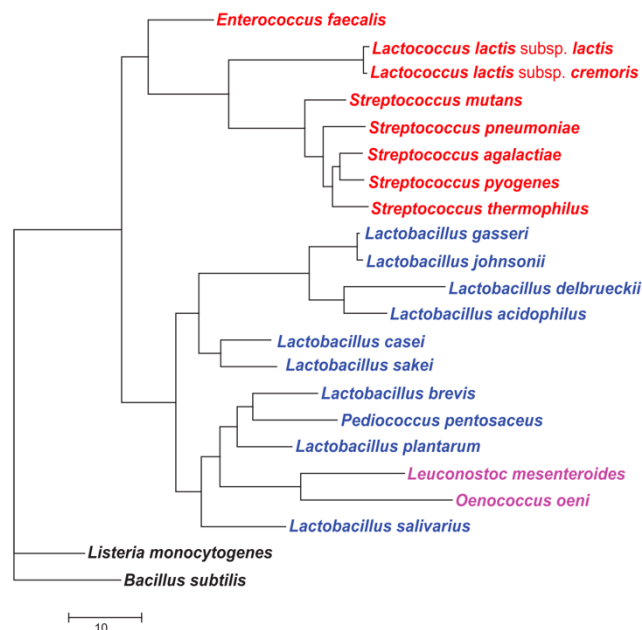 Enterococcus faecalis
Lactococcus lactis subsp. lactis
Lactococcus lactis subsp. cremoris
Streptococcus mutans
Streptococcus pneumoniae
Streptococcus agalactiae
Streptococcus pyogenes
Streptococcus thermophilus
Lactobacillus gasseri
Lactobacillus johnsonii
Lactobacillus delbrueckii
Lactobacillus acidophilus
Lactobacillus casei
Lactobacillus sakei
Lactobacillus brevis
Pediococcus pentosaceus
Lactobacillus plantarum
Leuconostoc mesenteroides
Oenococcus oeni
Lactobacillus salivarius
Listeria monocytogenes
Bacillus subtilis
10